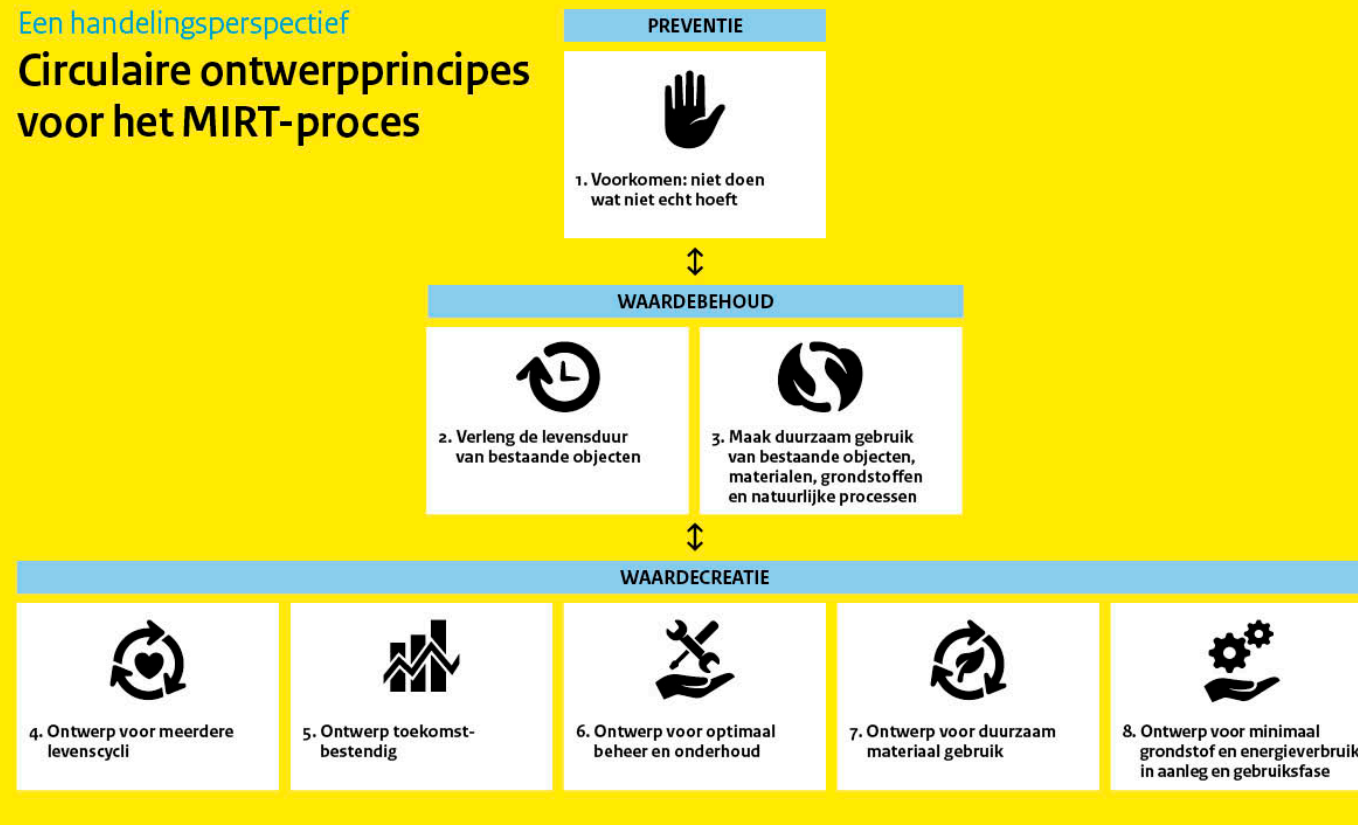 Een handelingsperspectief
Circulaire ontwerpprincipes
voor het MIRT-proces
PREVENTIE
1. Voorkomen: niet doen
wat niet echt hoeft
WAARDEBEHOUD
2. Verleng de levensduur
van bestaande objecten
3. Maak duurzaam gebruik
van bestaande objecten,
materialen, grondstoffen
en natuurlijke processen
WAARDECREATIE
4. Ontwerp voor meerdere
levenscycli
5. Ontwerp toekomst-
bestendig
6. Ontwerp voor optimaal
beheer en onderhoud
7. Ontwerp voor duurzaam
materiaal gebruik
8. Ontwerp voor minimaal
grondstof en energieverbruik
in aanleg en gebruiksfase